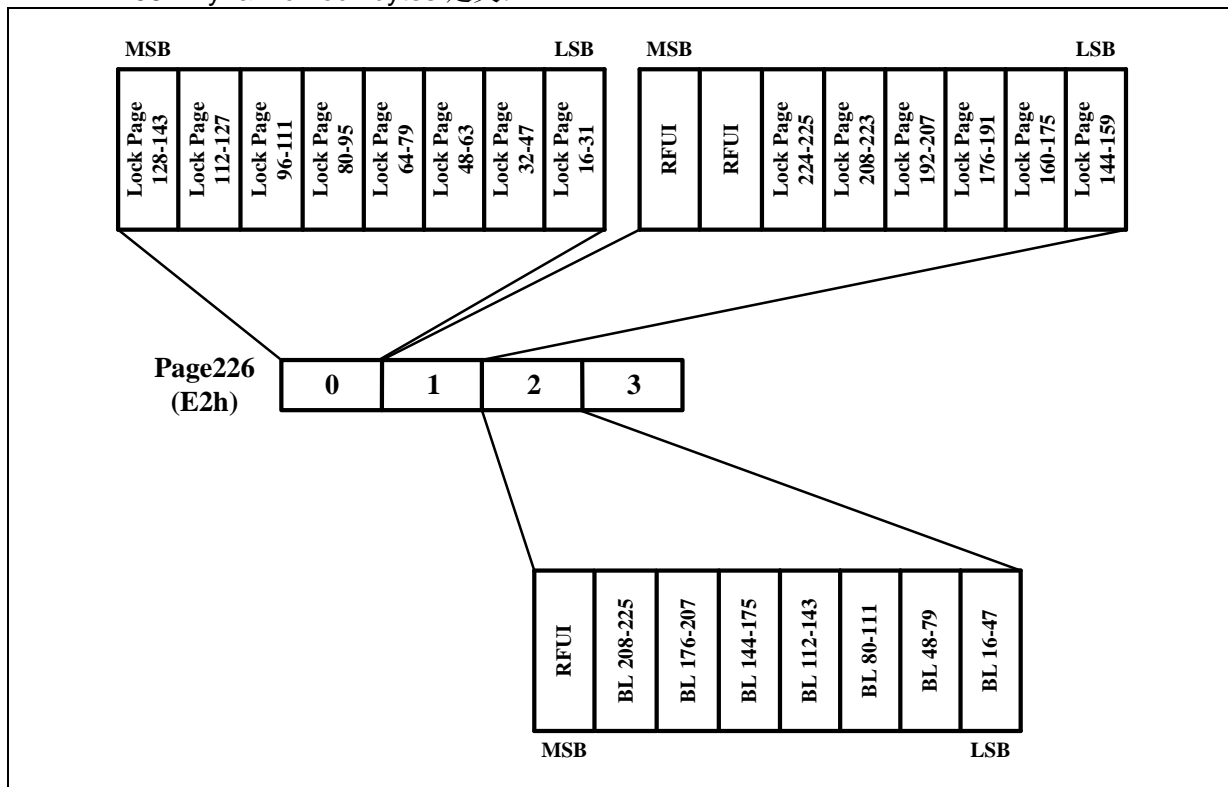 MSB LSB
Lock Page 128-143
Lock Page 112-127
Lock Page 96-111
Lock Page 80-95
Lock Page 64-79
Lock Page 48-63
Lock Page 32-47
Lock Page 16-31
MSB LSB
RFUI
RFUI
Lock Page 224-225
Lock Page 208-223
Lock Page 192-207
Lock Page 176-191
Lock Page 160-175
Lock Page 144-159
Page226
(E2h)
0 1 2 3
RFUI
BL 208-225
BL 176-207
BL 144-175
BL 112-143
BL 80-111
BL 48-79
BL 16-47
MSB LSB